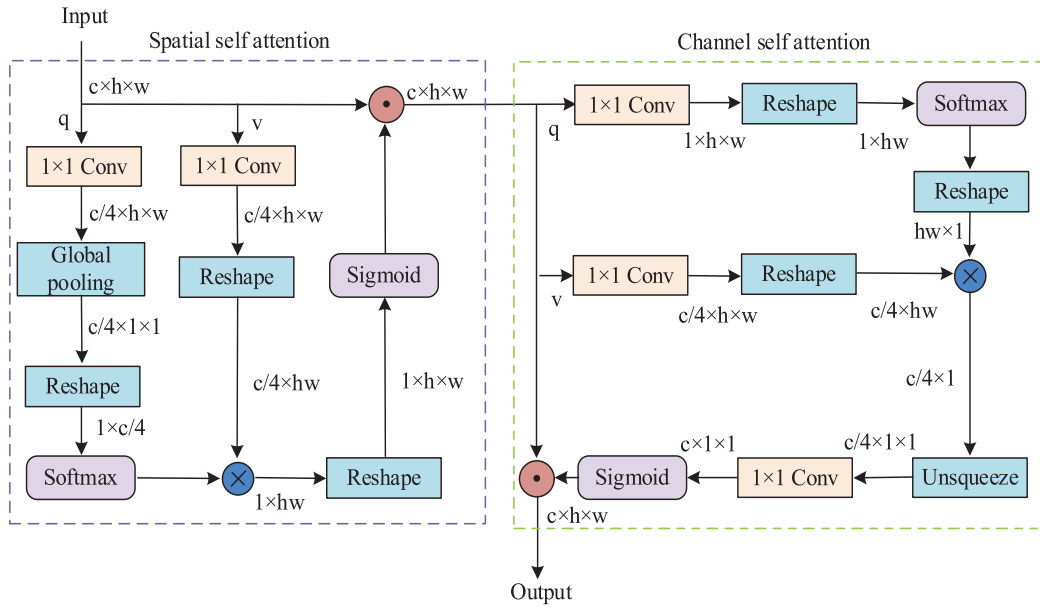 Input
Spatial self attention
Channel self attention
c×h×w
c×h×w
q
v
q
1×1 Conv
1×h×w
Reshape
1×hw
Softmax
1×1 Conv
1×1 Conv
Reshape
c/4×h×w
c/4×h×w
hw×1
Global
pooling
Reshape
Sigmoid
v
1×1 Conv
c/4×h×w
Reshape
c/4×hw
×
c/4×1×1
Reshape
c/4×hw
1×h×w
c/4×1
1×c/4
c×1×1
c/4×1×1
Softmax
×
1×hw
Reshape
Sigmoid
1×1 Conv
Unsqueeze
c×h×w
Output